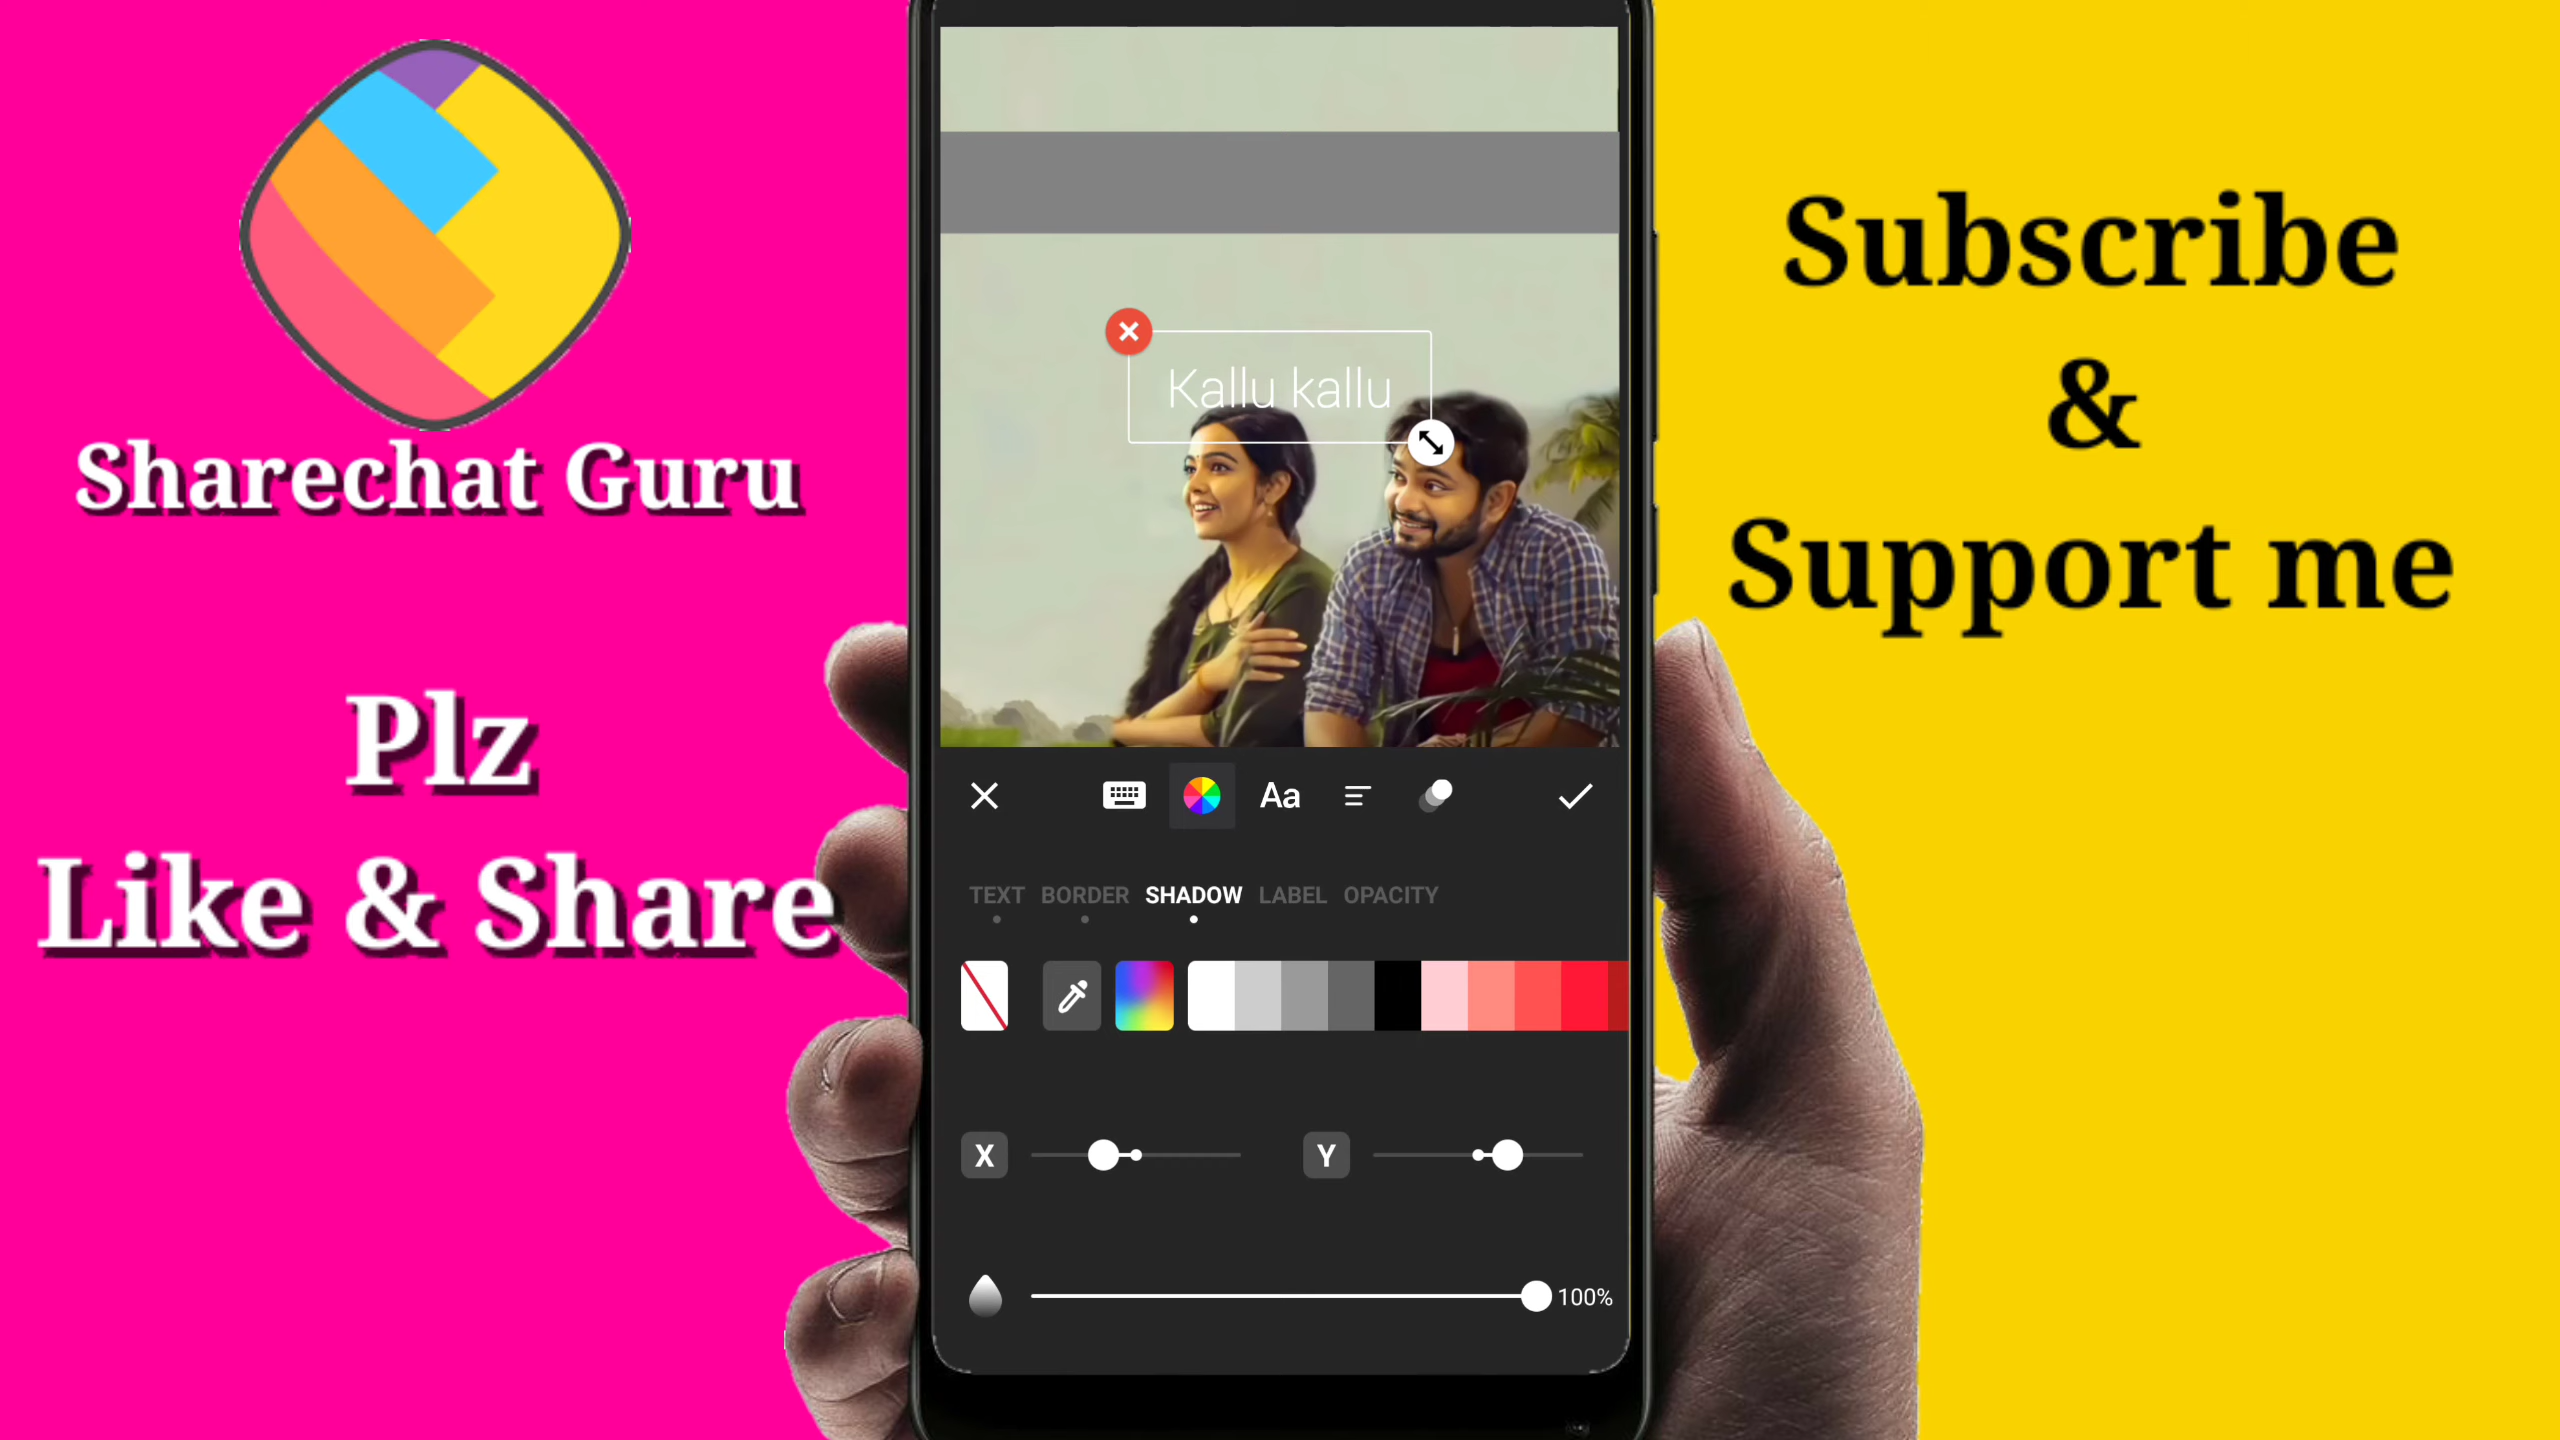 Sharechat Guru
Plz
Like & Share
Kallu kallu
Aa
TEXT BORDER SHADOW LABEL OPACITY
X Y
100%
Subscribe
&
Support me